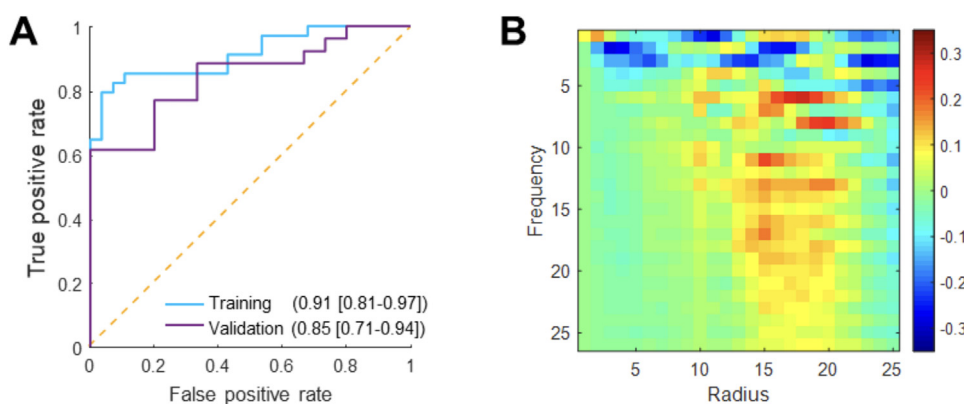 A
True positive rate
1
0.8
0.6
0.4
0.2
0
0 0.2 0.4 0.6 0.8 1
False positive rate
Training (0.91 [0.81-0.97])
Validation (0.85 [0.71-0.94])
B
Frequency
5
10
15
20
25
5 10 15 20 25
Radius
0.3
0.2
0.1
0
-0.1
-0.2
-0.3